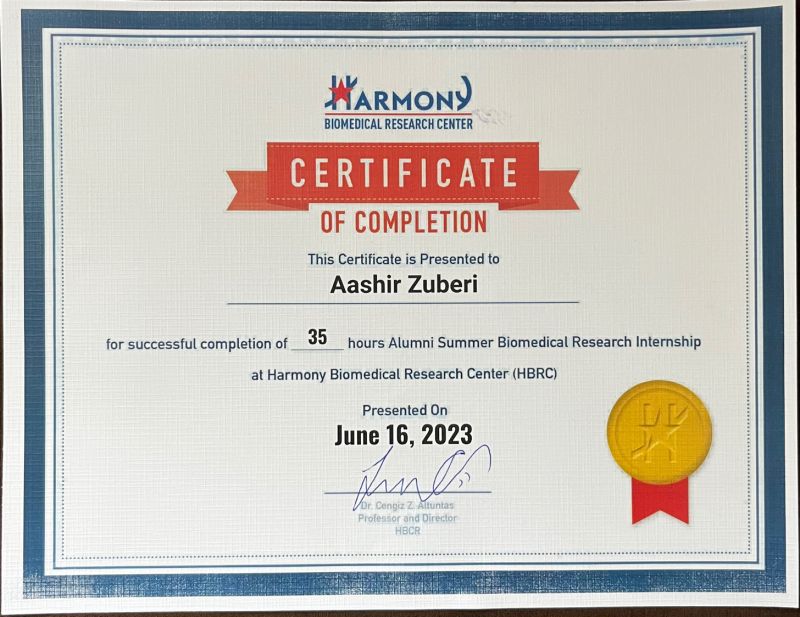 HARMONY
BIOMEDICAL RESEARCH CENTER
CERTIFICATE
OF COMPLETION
This Certificate is Presented to
Aashir Zuberi
for successful completion of 35 hours Alumni Summer Biomedical Research Internship
at Harmony Biomedical Research Center (HBRC)
Presented On
June 16, 2023
Dr. Cengiz Z. Altuntas
Professor and Director
HBCR